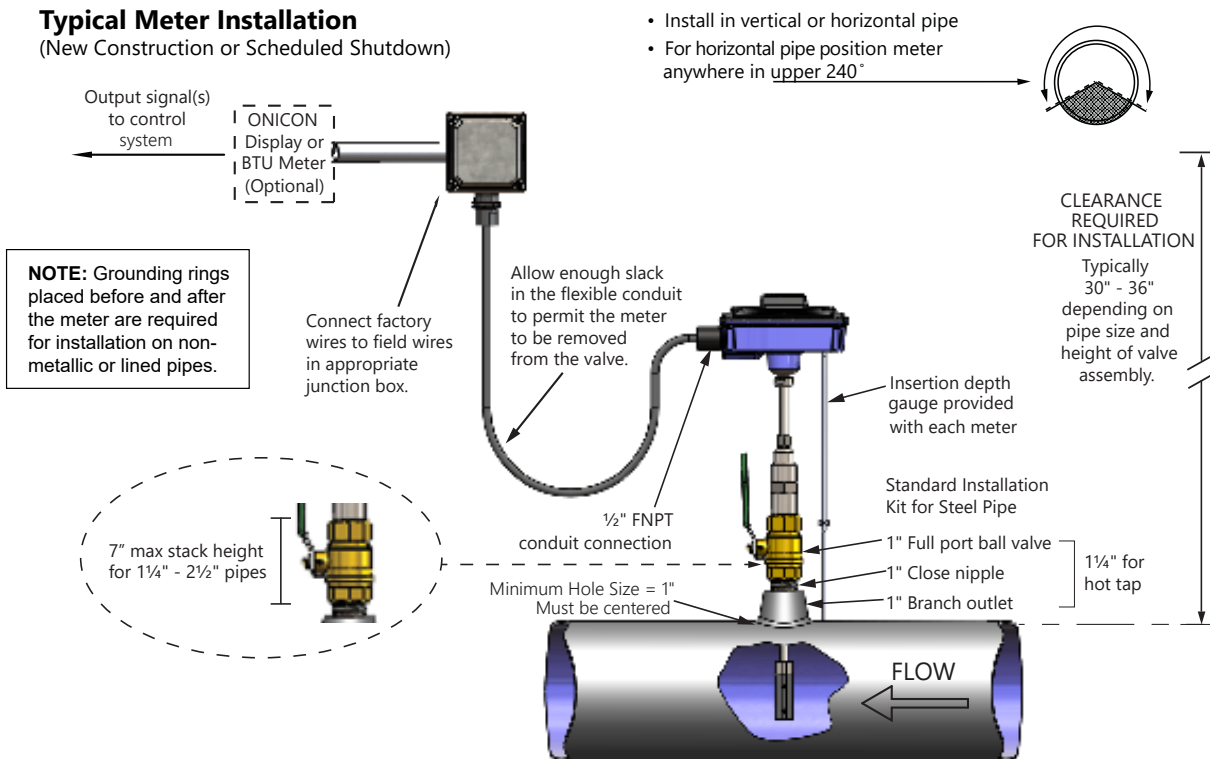 Typical Meter Installation
(New Construction or Scheduled Shutdown)
• Install in vertical or horizontal pipe
• For horizontal pipe position meter
anywhere in upper 240°
Output signal(s)
to control
system
ONICON
Display or
BTU Meter
(Optional)
CLEARANCE
REQUIRED
FOR INSTALLATION
Typically
30" - 36"
depending on
pipe size and
height of valve
assembly.
NOTE: Grounding rings
placed before and after
the meter are required
for installation on non-
metallic or lined pipes.
Connect factory
wires to field wires
in appropriate
junction box.
Allow enough slack
in the flexible conduit
to permit the meter
to be removed
from the valve.
Insertion depth
gauge provided
with each meter
Standard Installation
Kit for Steel Pipe
½" FNPT
conduit connection
7" max stack height
for 1¼" - 2½" pipes
1" Full port ball valve
1" Close nipple
1" Branch outlet
1¼" for
hot tap
Minimum Hole Size = 1"
Must be centered
FLOW